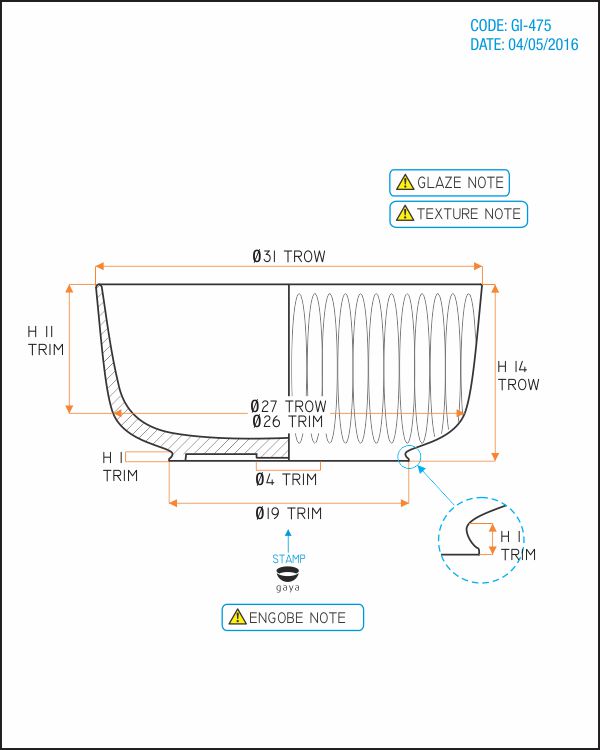 CODE: GI-475
DATE: 04/05/2016
GLAZE NOTE
TEXTURE NOTE
Ø31 TROW
H 11
TRIM
H 14
TROW
Ø27 TROW
Ø26 TRIM
H 1
TRIM
Ø4 TRIM
Ø19 TRIM
H 1
TRIM
STAMP
gaya
ENGOBE NOTE